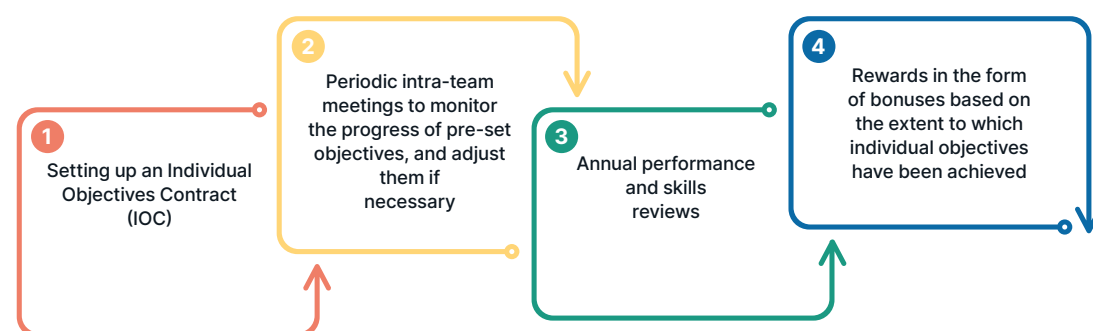 1
Setting up an Individual
Objectives Contract
(IOC)
2
Periodic intra-team
meetings to monitor
the progress of pre-set
objectives, and adjust
them if
necessary
3
Annual performance
and skills
reviews
4
Rewards in the form
of bonuses based on
the extent to which
individual objectives
have been achieved